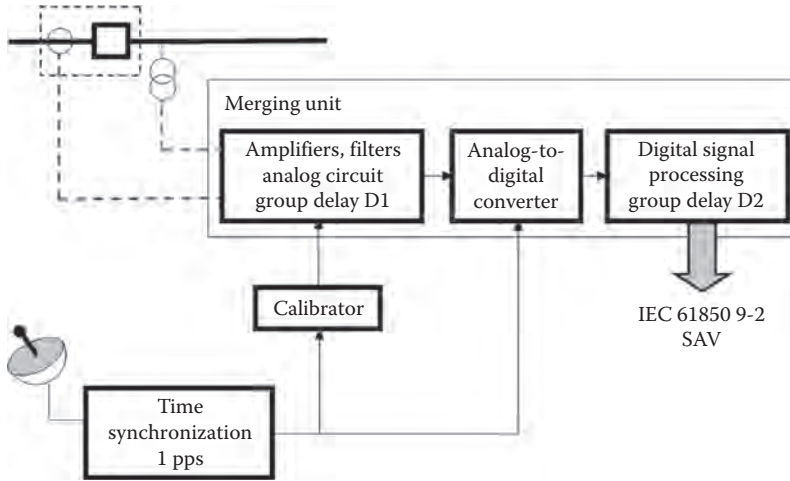 Merging unit
Amplifiers, filters
analog circuit
group delay D1
Analog-to-
digital
converter
Digital signal
processing
group delay D2
Calibrator
IEC 61850 9-2
SAV
Time
synchronization
1 pps